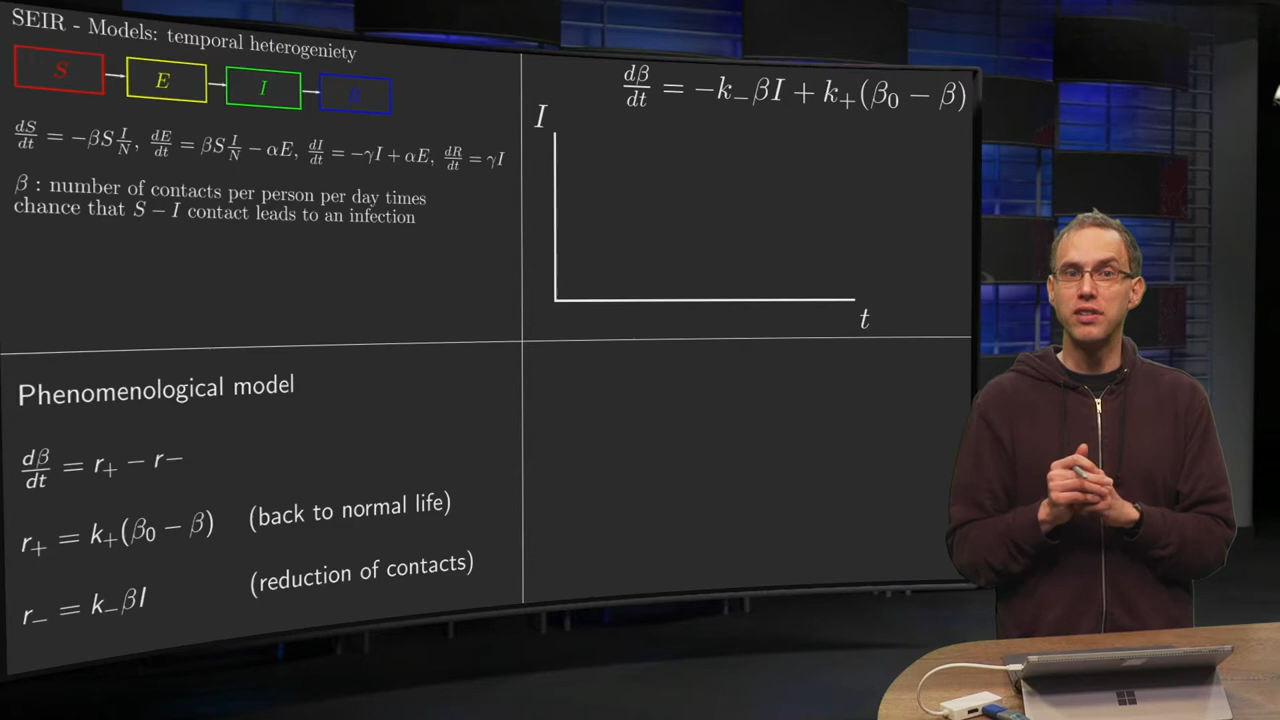 SEIR - Models: temporal heterogeniety
S E I R
dS/dt = −βS I/N, dE/dt = βS I/N − αE, dI/dt = −γI + αE, dR/dt = γI
β : number of contacts per person per day times
chance that S − I contact leads to an infection
dβ/dt = −k₋βI + k₊(β₀ − β)
I
t
Phenomenological model
dβ/dt = r₊ − r−
r₊ = k₊(β₀ − β) (back to normal life)
r₋ = k₋βI (reduction of contacts)